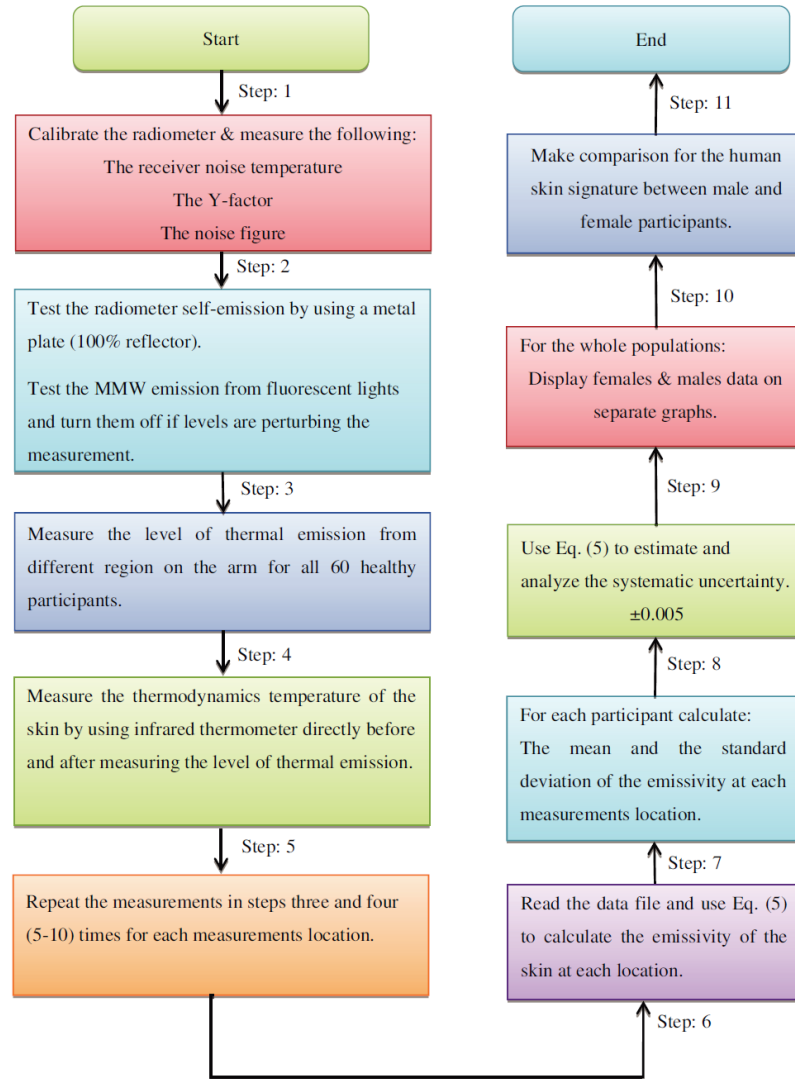 Start
Step: 1
Calibrate the radiometer & measure the following:
The receiver noise temperature
The Y-factor
The noise figure
Step: 2
Test the radiometer self-emission by using a metal
plate (100% reflector).
Test the MMW emission from fluorescent lights
and turn them off if levels are perturbing the
measurement.
Step: 3
Measure the level of thermal emission from
different region on the arm for all 60 healthy
participants.
Step: 4
Measure the thermodynamics temperature of the
skin by using infrared thermometer directly before
and after measuring the level of thermal emission.
Step: 5
Repeat the measurements in steps three and four
(5-10) times for each measurements location.
Step: 6
Read the data file and use Eq. (5)
to calculate the emissivity of the
skin at each location.
Step: 7
For each participant calculate:
The mean and the standard
deviation of the emissivity at each
measurements location.
Step: 8
Use Eq. (5) to estimate and
analyze the systematic uncertainty.
±0.005
Step: 9
For the whole populations:
Display females & males data on
separate graphs.
Step: 10
Make comparison for the human
skin signature between male and
female participants.
Step: 11
End